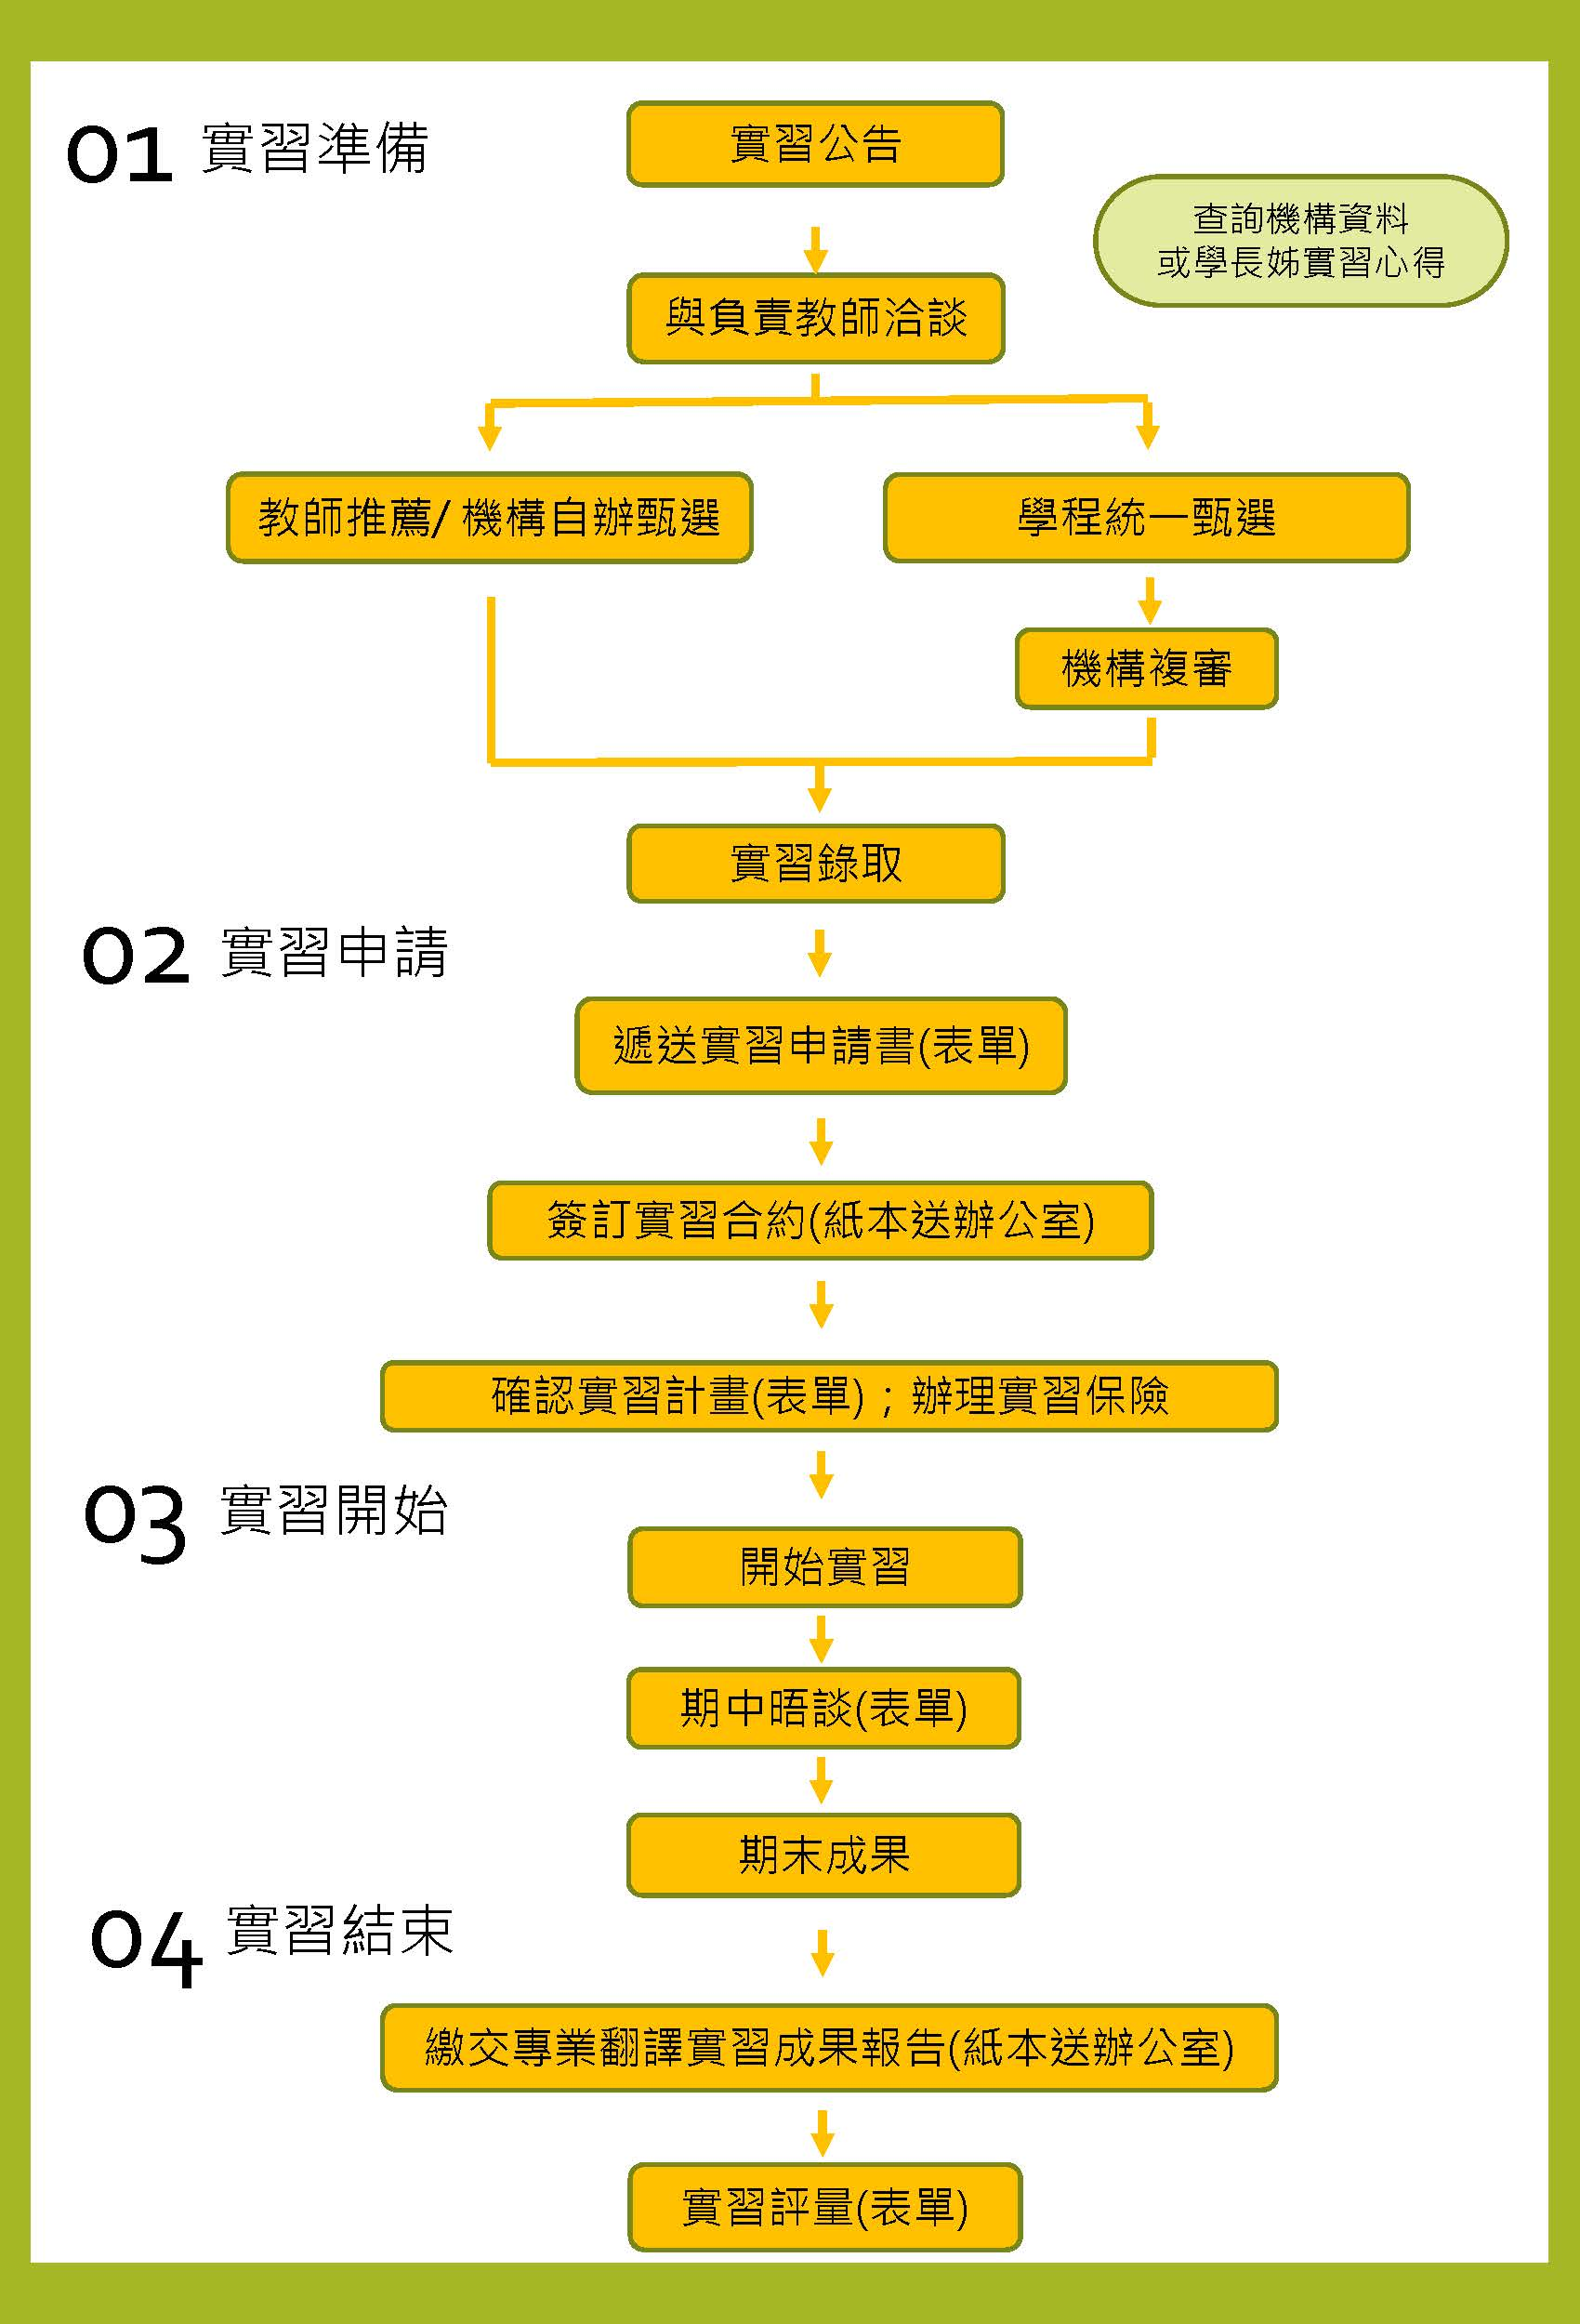 01 實習準備
實習公告
查詢機構資料
或學長姊實習心得
與負責教師洽談
教師推薦/ 機構自辦甄選
學程統一甄選
機構複審
實習錄取
02 實習申請
遞送實習申請書(表單)
簽訂實習合約(紙本送辦公室)
確認實習計畫(表單)；辦理實習保險
03 實習開始
開始實習
期中晤談(表單)
期末成果
04 實習結束
繳交專業翻譯實習成果報告(紙本送辦公室)
實習評量(表單)